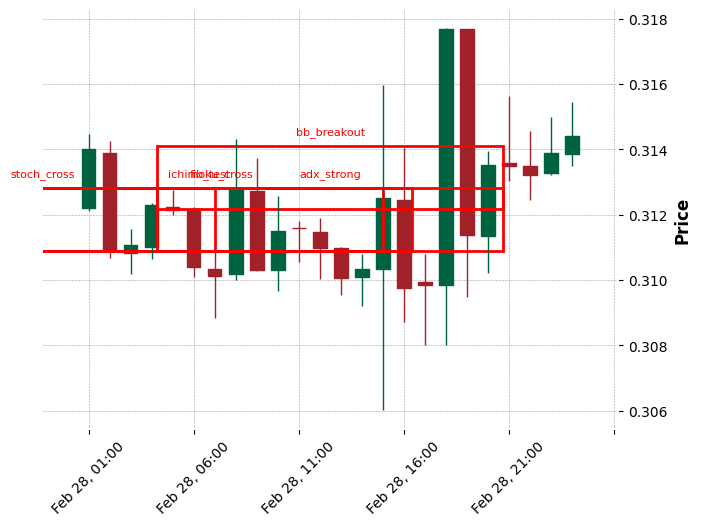 0.318
0.316
bb_breakout
0.314
stoch_cross
adx_strong
0.312
Price
0.310
0.308
0.306
Feb 28, 01:00
Feb 28, 06:00
Feb 28, 11:00
Feb 28, 16:00
Feb 28, 21:00